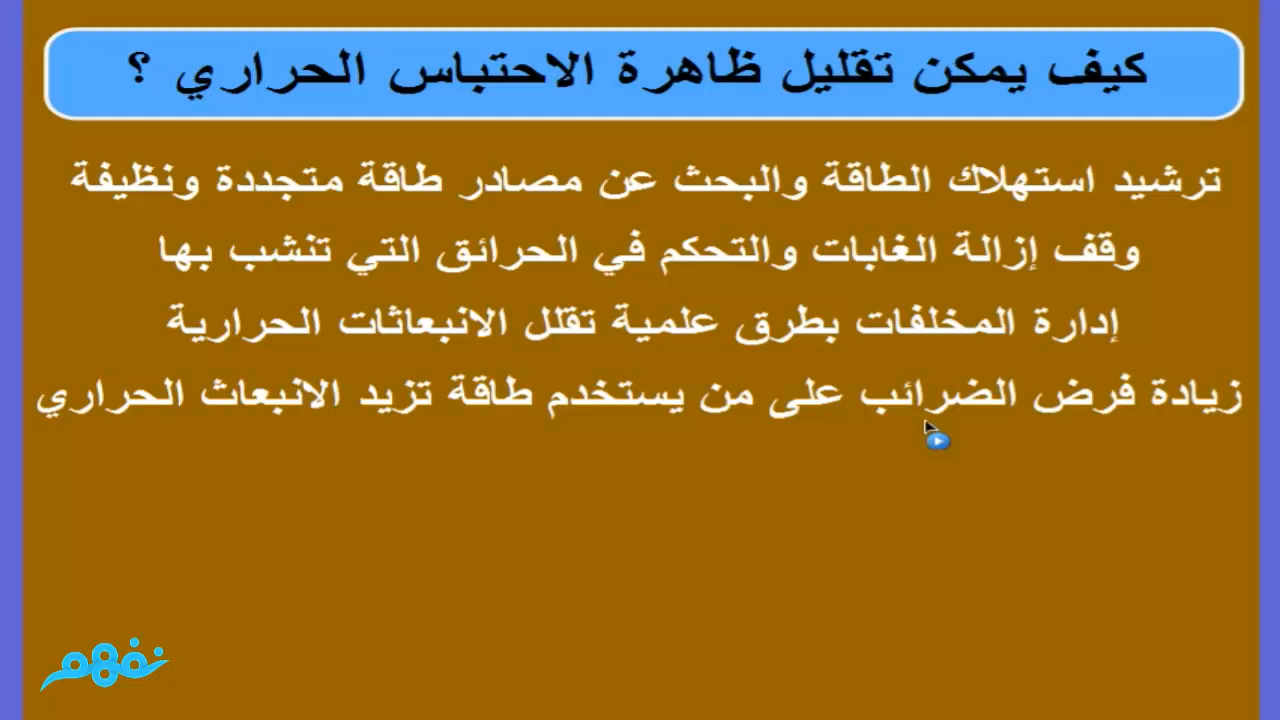 كيف يمكن تقليل ظاهرة الاحتباس الحراري ؟
ترشيد استهلاك الطاقة والبحث عن مصادر طاقة متجددة ونظيفة
وقف إزالة الغابات والتحكم في الحرائق التي تنشب بها
إدارة المخلفات بطرق علمية تقلل الانبعاثات الحرارية
زيادة فرض الضرائب على من يستخدم طاقة تزيد الانبعاث الحراري
نفهم